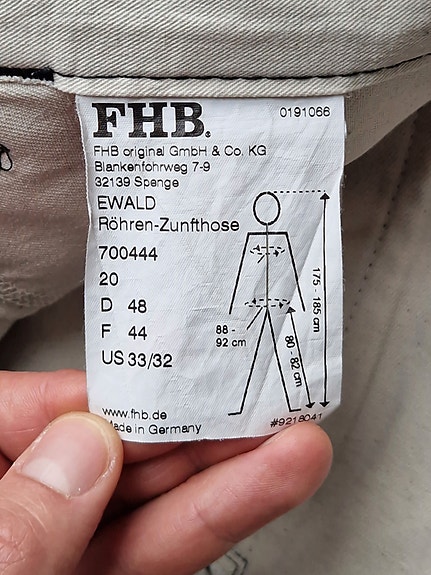 FHB.
0191066
FHB original GmbH & Co. KG
Blankenfohrweg 7-9
32139 Spenge
EWALD
Röhren-Zunfthose
700444
20
D 48
F 44
US 33/32
88 -
92 cm
80 - 82 cm
175 - 185 cm
www.fhb.de
Made in Germany
#9218041